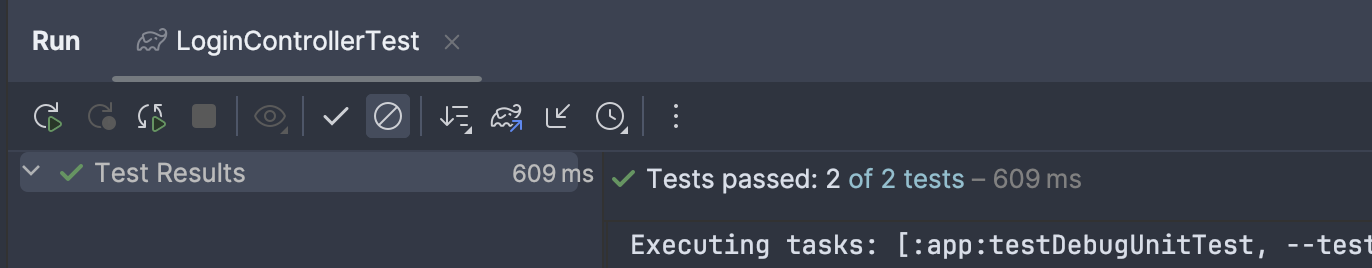 Run LoginControllerTest
Test Results 609 ms
Tests passed: 2 of 2 tests – 609 ms
Executing tasks: [:app:testDebugUnitTest, --test